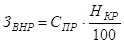 З_ВНР = С_ПР · Н_КР / 100